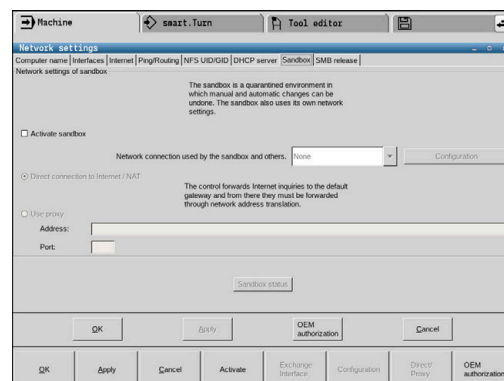 Machine
smart.Turn
Tool editor
Network settings
Computer name Interfaces Internet Ping/Routing NFS UID/GID DHCP server Sandbox SMB release
Network settings of sandbox
The sandbox is a quarantined environment in
which manual and automatic changes can be
undone. The sandbox also uses its own network
settings.
Activate sandbox
Network connection used by the sandbox and others. None Configuration
Direct connection to Internet / NAT
The control forwards Internet inquiries to the default
gateway and from there they must be forwarded
through network address translation.
Use proxy
Address:
Port:
Sandbox status
OK Apply OEM authorization Cancel
OK Apply Cancel Activate Exchange Interface Configuration Direct/ Proxy OEM authorization